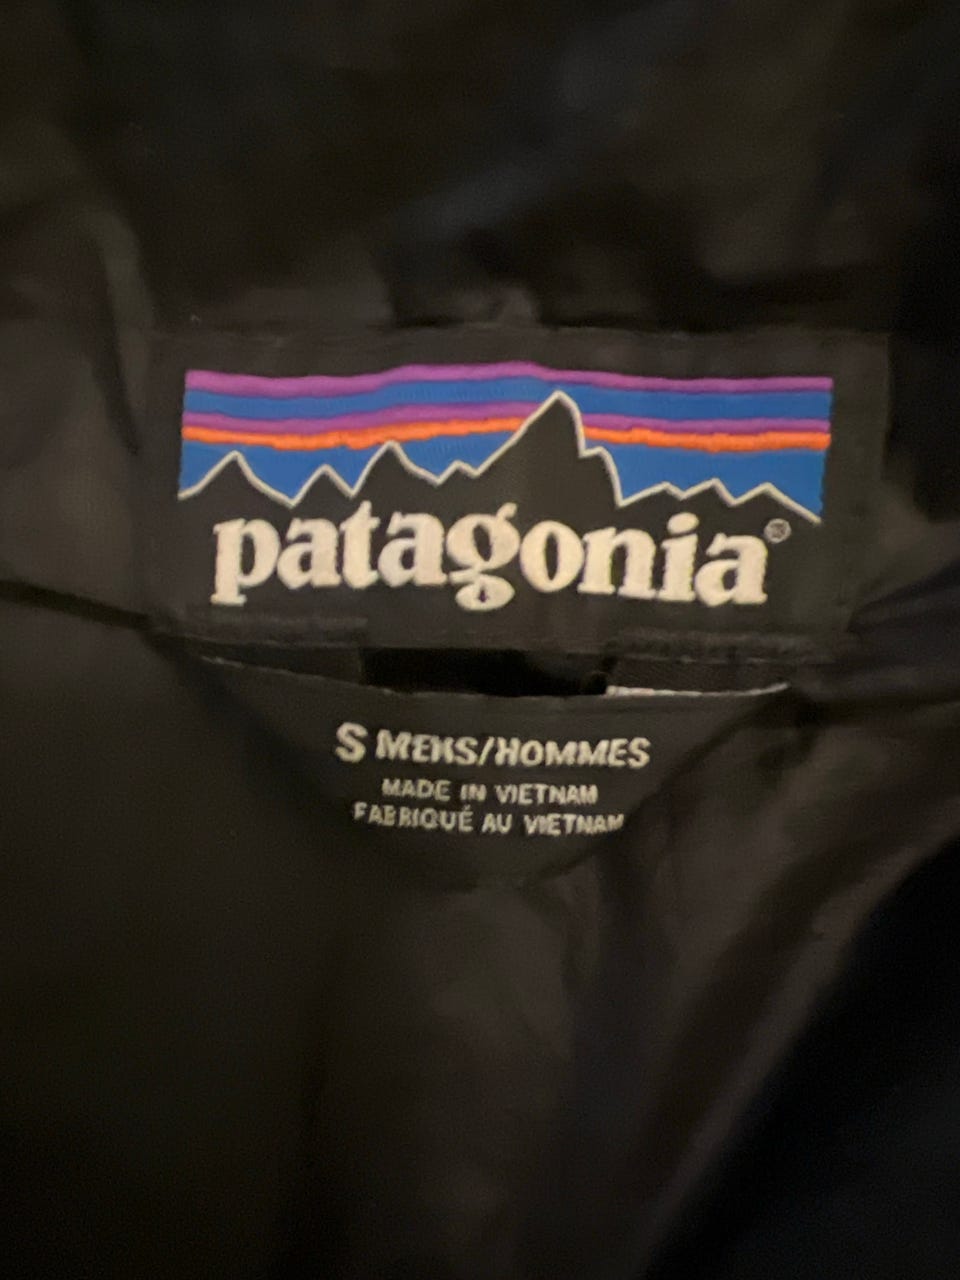 patagonia®
S MENS/HOMMES
MADE IN VIETNAM
FABRIQUÉ AU VIETNAM